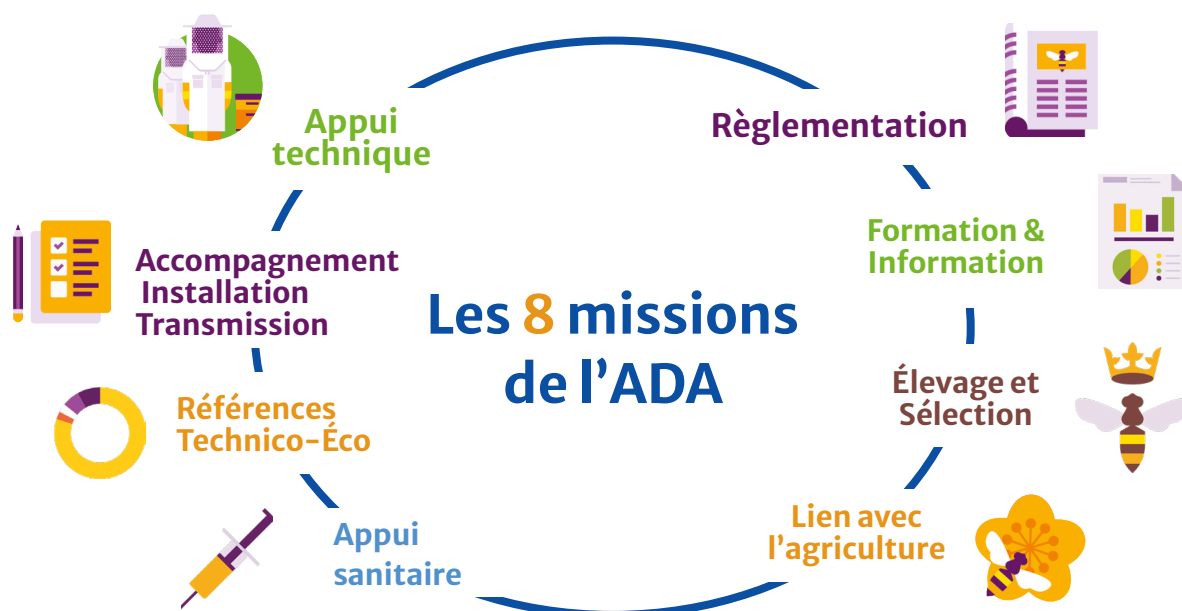 Appui
technique
Règlementation
Accompagnement
Installation
Transmission
Formation &
Information
Les 8 missions
de l'ADA
Références
Technico-Éco
Élevage et
Sélection
Appui
sanitaire
Lien avec
l'agriculture